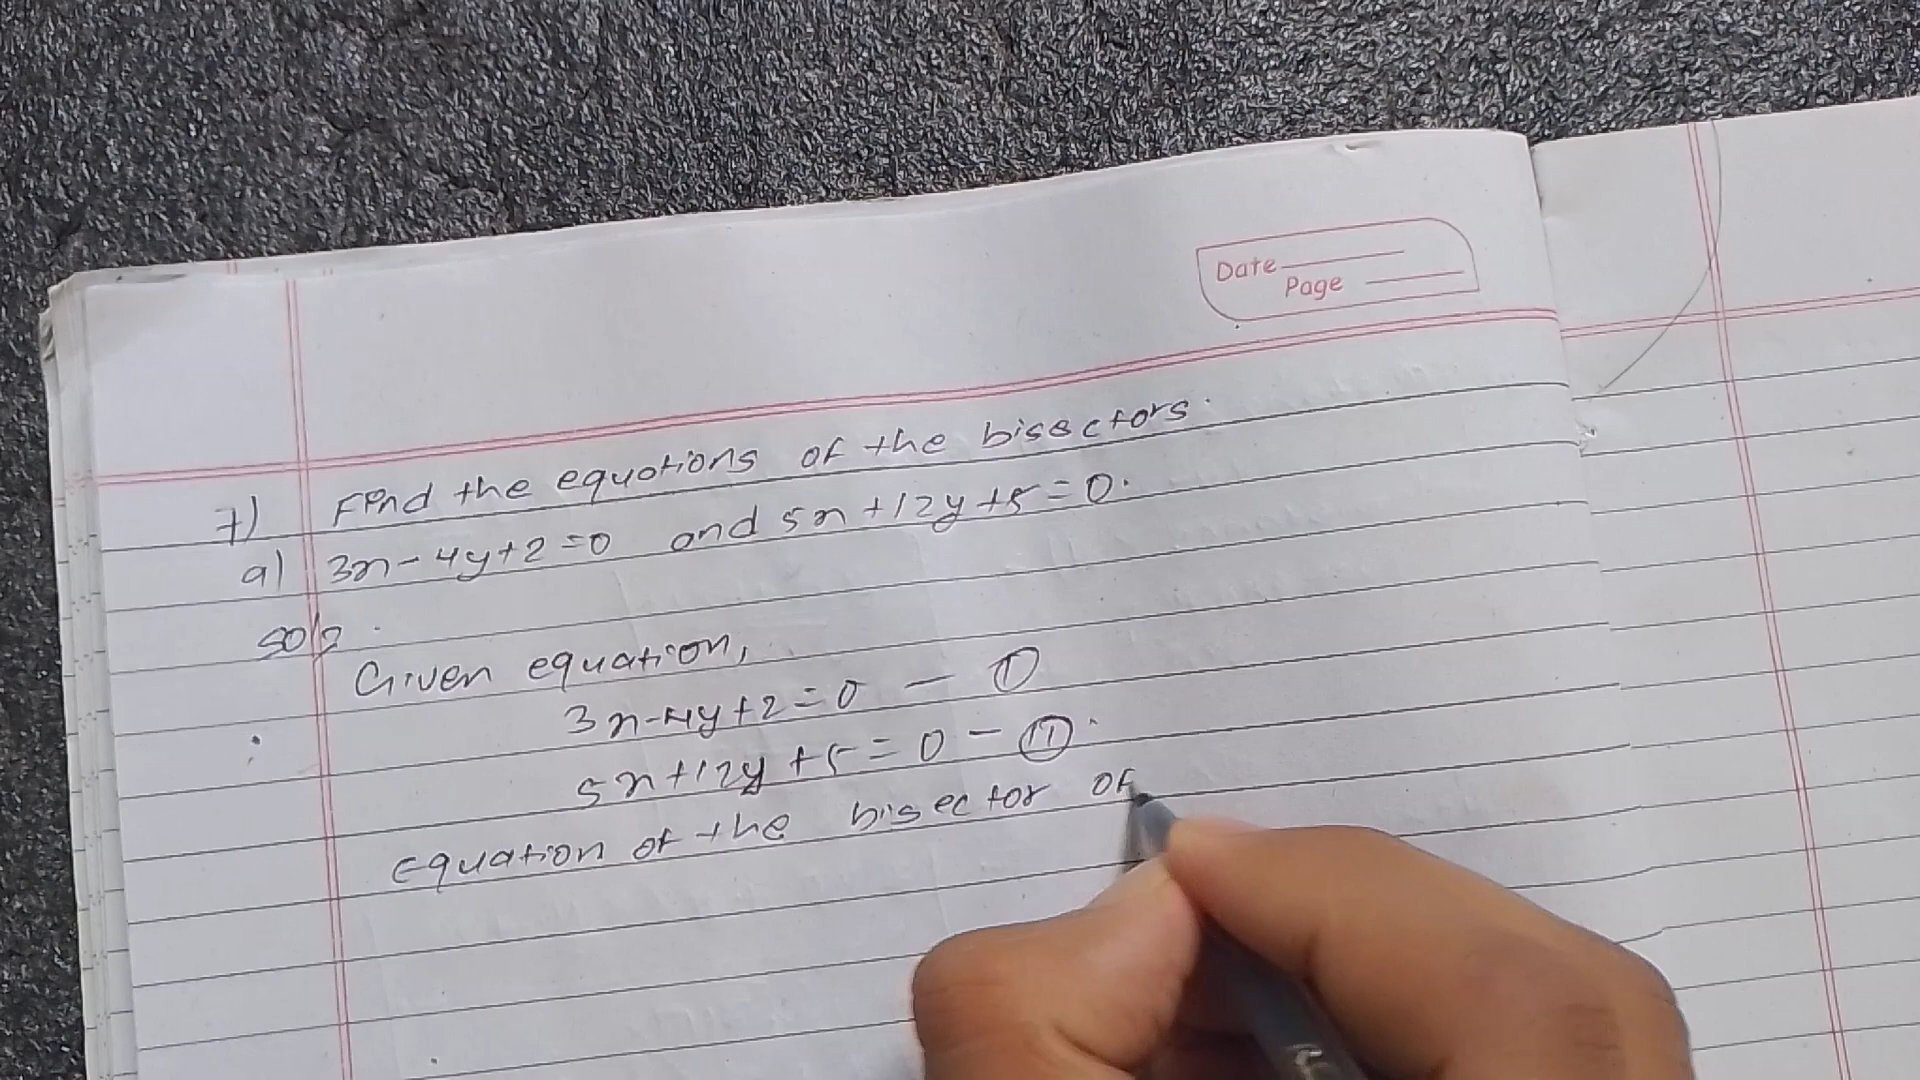 Date
Page
7) Find the equations of the bisectors.
a) 3x-4y+2=0 and 5x+12y+5=0.
Soln.
Given equation,
3x-4y+2=0 - I
5x+12y+5=0 - II.
Equation of the bisector of